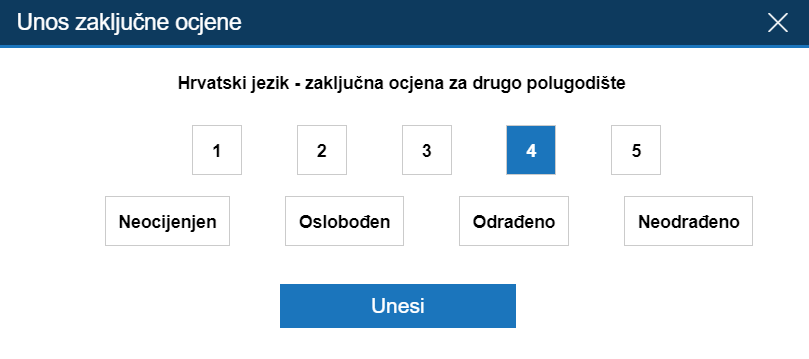 Unos zaključne ocjene
Hrvatski jezik - zaključna ocjena za drugo polugodište
1 2 3 4 5
Neocijenjen Oslobođen Odrađeno Neodrađeno
Unesi